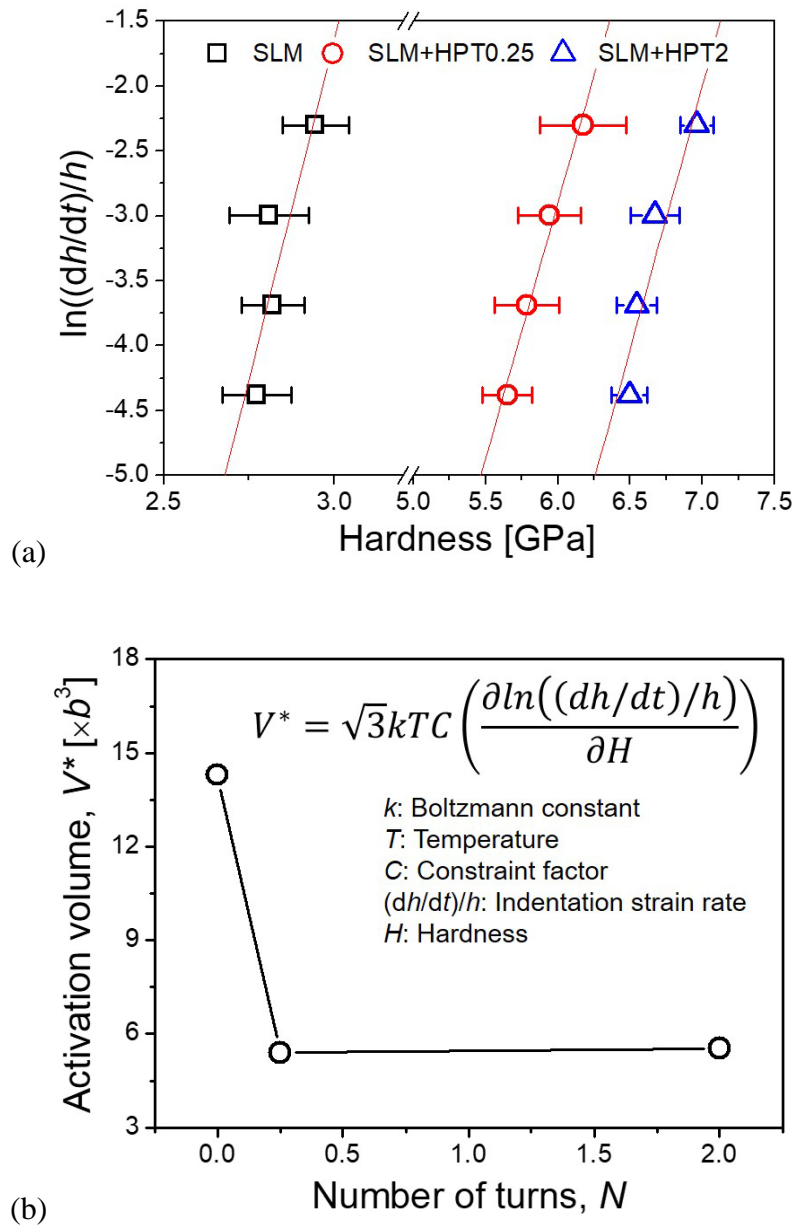 -1.5
SLM SLM+HPT0.25 SLM+HPT2
-2.0
-2.5
-3.0
-3.5
-4.0
-4.5
-5.0
ln((dh/dt)/h)
2.5 3.0 5.0 5.5 6.0 6.5 7.0 7.5
Hardness [GPa]
(a)
18
15
12
9
6
3
Activation volume, V* [×b³]
V* = √3kTC (∂ln((dh/dt)/h) / ∂H)
k: Boltzmann constant
T: Temperature
C: Constraint factor
(dh/dt)/h: Indentation strain rate
H: Hardness
0.0 0.5 1.0 1.5 2.0
Number of turns, N
(b)